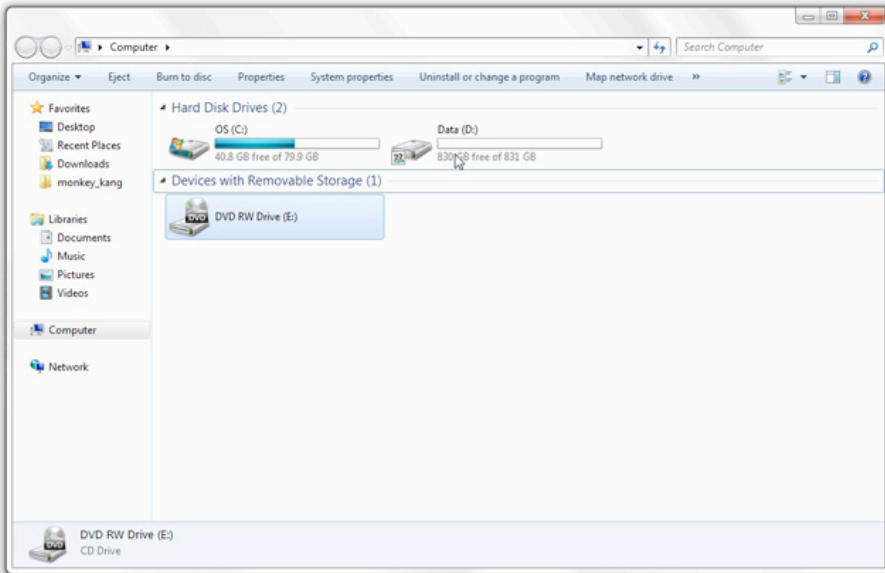 Computer
Search Computer
Organize Eject Burn to disc Properties System properties Uninstall or change a program Map network drive »
Favorites
Desktop
Recent Places
Downloads
monkey_kang
Libraries
Documents
Music
Pictures
Videos
Computer
Network
Hard Disk Drives (2)
OS (C:)
40.8 GB free of 79.9 GB
Data (D:)
830 GB free of 831 GB
Devices with Removable Storage (1)
DVD
DVD RW Drive (E:)
DVD
DVD RW Drive (E:)
CD Drive